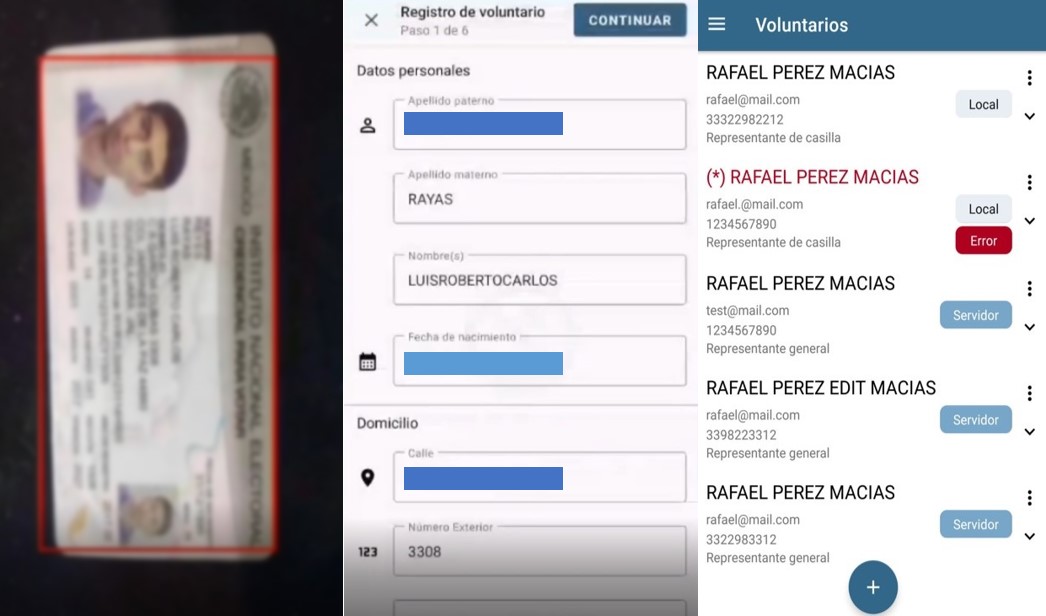 MÉXICO
INSTITUTO NACIONAL ELECTORAL
CREDENCIAL PARA VOTAR
Registro de voluntario
Paso 1 de 6
CONTINUAR
Datos personales
Apellido paterno
Apellido materno
RAYAS
Nombre(s)
LUISROBERTOCARLOS
Fecha de nacimiento
Domicilio
Calle
Número Exterior
123
3308
Voluntarios
RAFAEL PEREZ MACIAS
rafael@mail.com
Local
33322982212
Representante de casilla
(*) RAFAEL PEREZ MACIAS
rafael.@mail.com
Local
1234567890
Representante de casilla
Error
RAFAEL PEREZ MACIAS
test@mail.com
Servidor
1234567890
Representante general
RAFAEL PEREZ EDIT MACIAS
rafael@mail.com
Servidor
3398223312
Representante general
RAFAEL PEREZ MACIAS
rafael@mail.com
Servidor
3322983312
Representante general
+